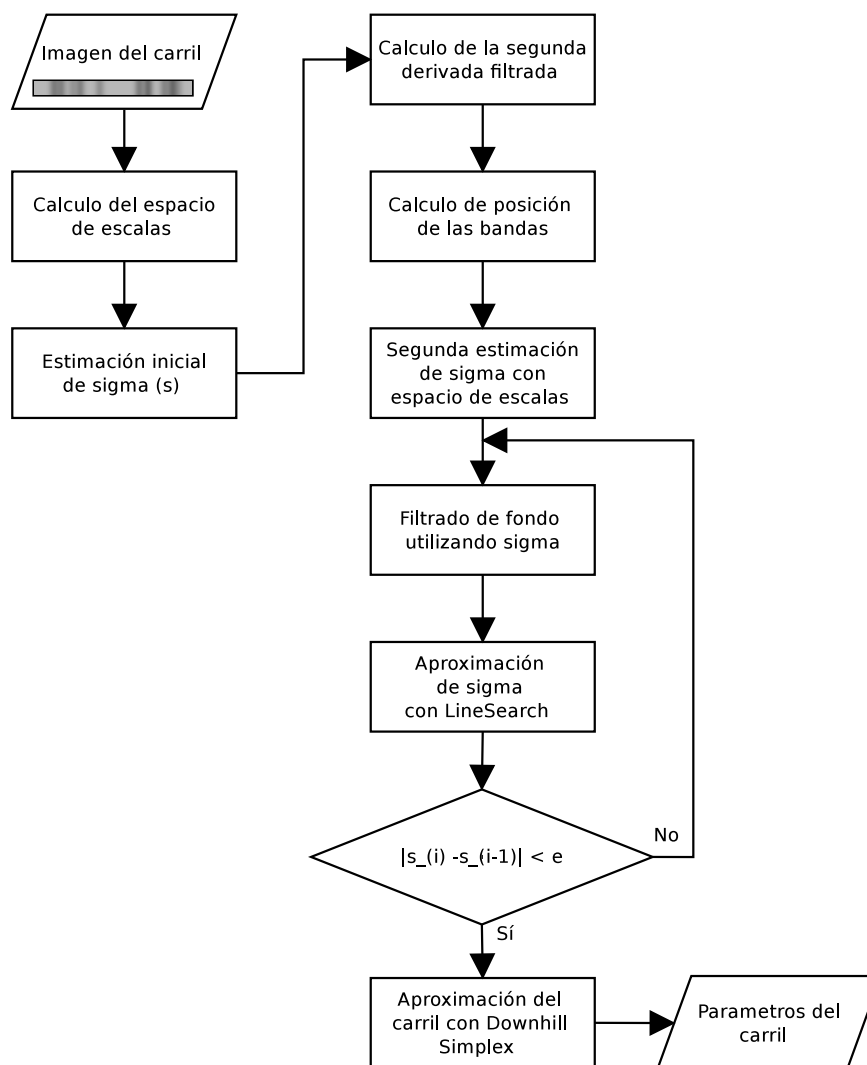 Imagen del carril
Calculo del espacio
de escalas
Estimación inicial
de sigma (s)
Calculo de la segunda
derivada filtrada
Calculo de posición
de las bandas
Segunda estimación
de sigma con
espacio de escalas
Filtrado de fondo
utilizando sigma
Aproximación
de sigma
con LineSearch
|s_(i) -s_(i-1)| < e
No
Sí
Aproximación del
carril con Downhill
Simplex
Parametros del
carril